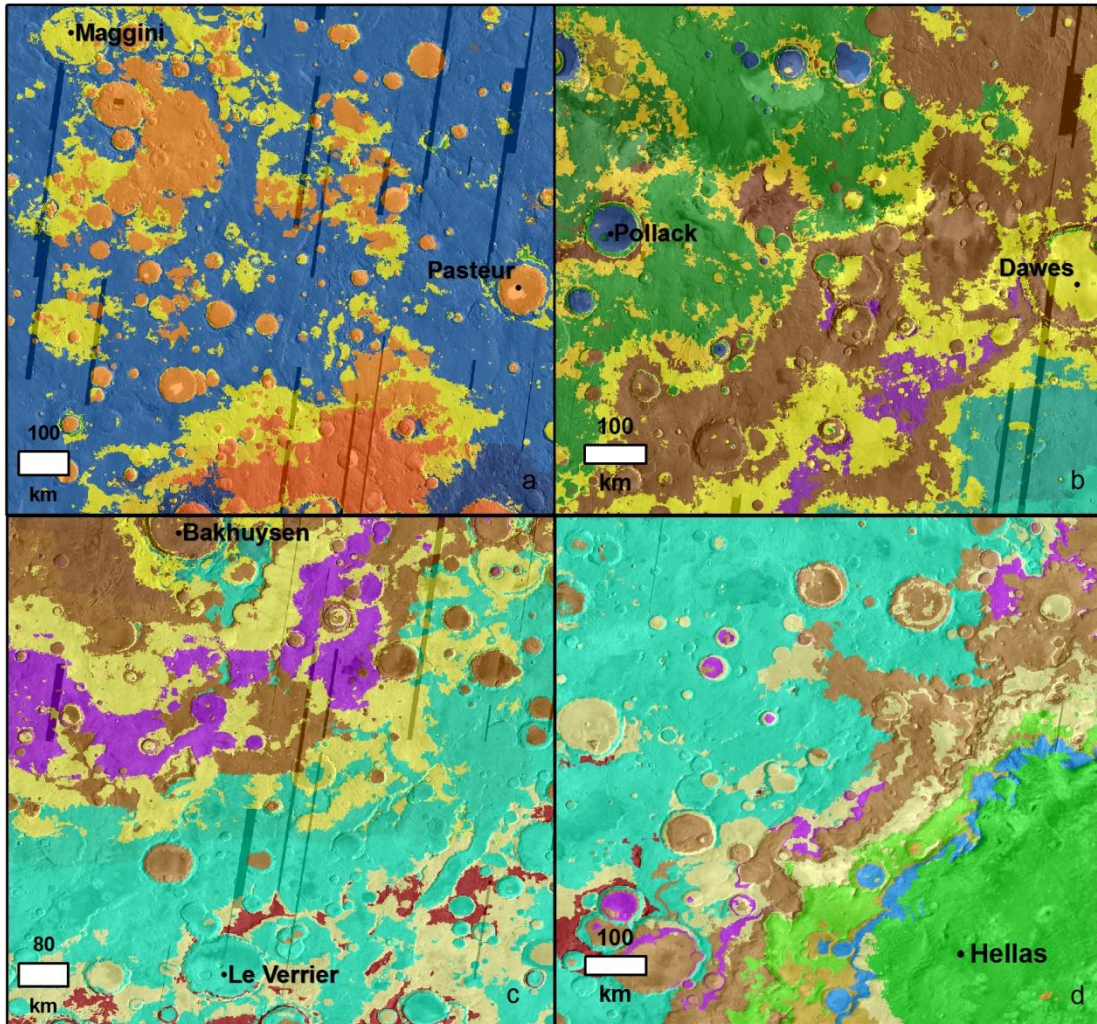 Maggini
Pasteur
100
km
a
Pollack
Dawes
100
km
b
Bakhuysen
80
km
Le Verrier
c
100
km
Hellas
d